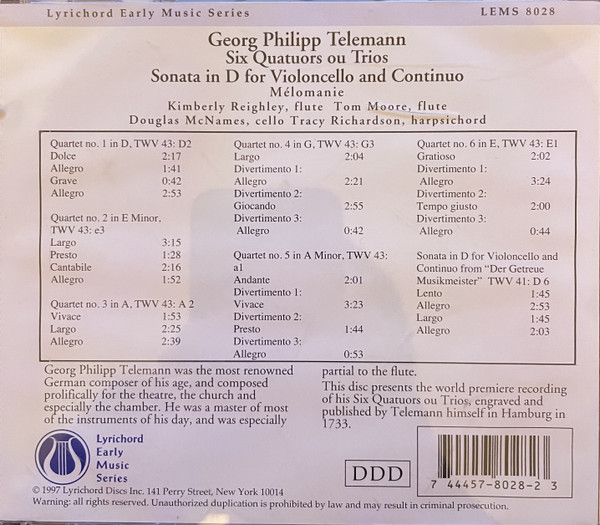 Lyrichord Early Music Series LEMS 8028
Georg Philipp Telemann
Six Quatuors ou Trios
Sonata in D for Violoncello and Continuo
Mélomanie
Kimberly Reighley, flute Tom Moore, flute
Douglas McNames, cello Tracy Richardson, harpsichord
Quartet no. 1 in D, TWV 43: D2
Dolce 2:17
Allegro 1:41
Grave 0:42
Allegro 2:53
Quartet no. 2 in E Minor,
TWV 43: e3
Largo 3:15
Presto 1:28
Cantabile 2:16
Allegro 1:52
Quartet no. 3 in A, TWV 43: A 2
Vivace 1:53
Largo 2:25
Allegro 2:39
Quartet no. 4 in G, TWV 43: G3
Largo 2:04
Divertimento 1:
Allegro 2:21
Divertimento 2:
Giocando 2:55
Divertimento 3:
Allegro 0:42
Quartet no. 5 in A Minor, TWV 43:
a1
Andante 2:01
Divertimento 1:
Vivace 3:23
Divertimento 2:
Presto 1:44
Divertimento 3:
Allegro 0:53
Quartet no. 6 in E, TWV 43: E1
Gratioso 2:02
Divertimento 1:
Allegro 3:24
Divertimento 2:
Tempo giusto 2:00
Divertimento 3:
Allegro 0:44
Sonata in D for Violoncello and
Continuo from "Der Getreue
Musikmeister" TWV 41: D 6
Lento 1:45
Allegro 2:53
Largo 1:45
Allegro 2:03
Georg Philipp Telemann was the most renowned
German composer of his age, and composed
prolifically for the theatre, the church and
especially the chamber. He was a master of most
of the instruments of his day, and was especially
partial to the flute.
This disc presents the world premiere recording
of his Six Quatuors ou Trios, engraved and
published by Telemann himself in Hamburg in
1733.
Lyrichord
Early
Music
Series
DDD
7 44457-8028-2 3
© 1997 Lyrichord Discs Inc. 141 Perry Street, New York 10014
Warning: all rights reserved. Unauthorized duplication is prohibited by law and may result in criminal prosecution.